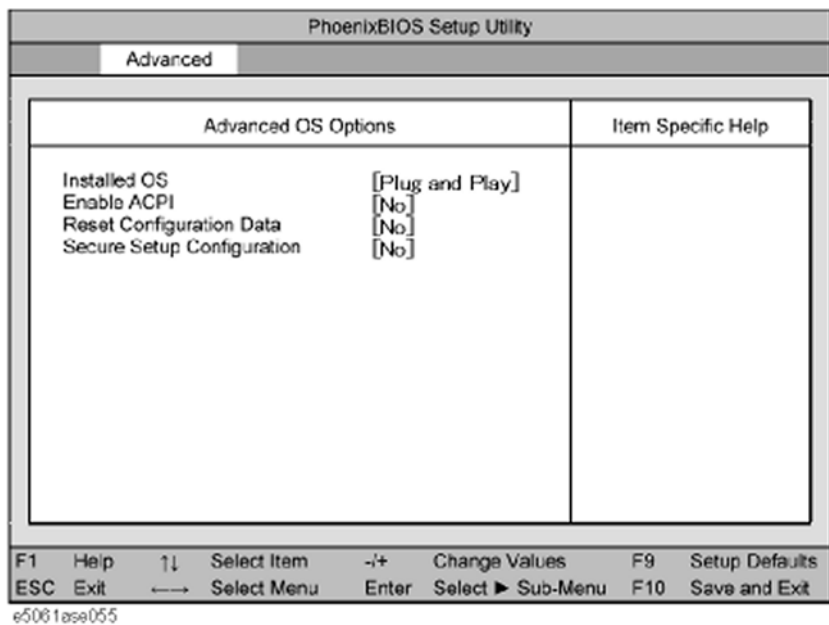 PhoenixBIOS Setup Utility
Advanced
Advanced OS Options
Item Specific Help
Installed OS [Plug and Play]
Enable ACPI [No]
Reset Configuration Data [No]
Secure Setup Configuration [No]
F1 Help ↑↓ Select Item -/+ Change Values F9 Setup Defaults
ESC Exit ←→ Select Menu Enter Select ► Sub-Menu F10 Save and Exit
e5061ase055